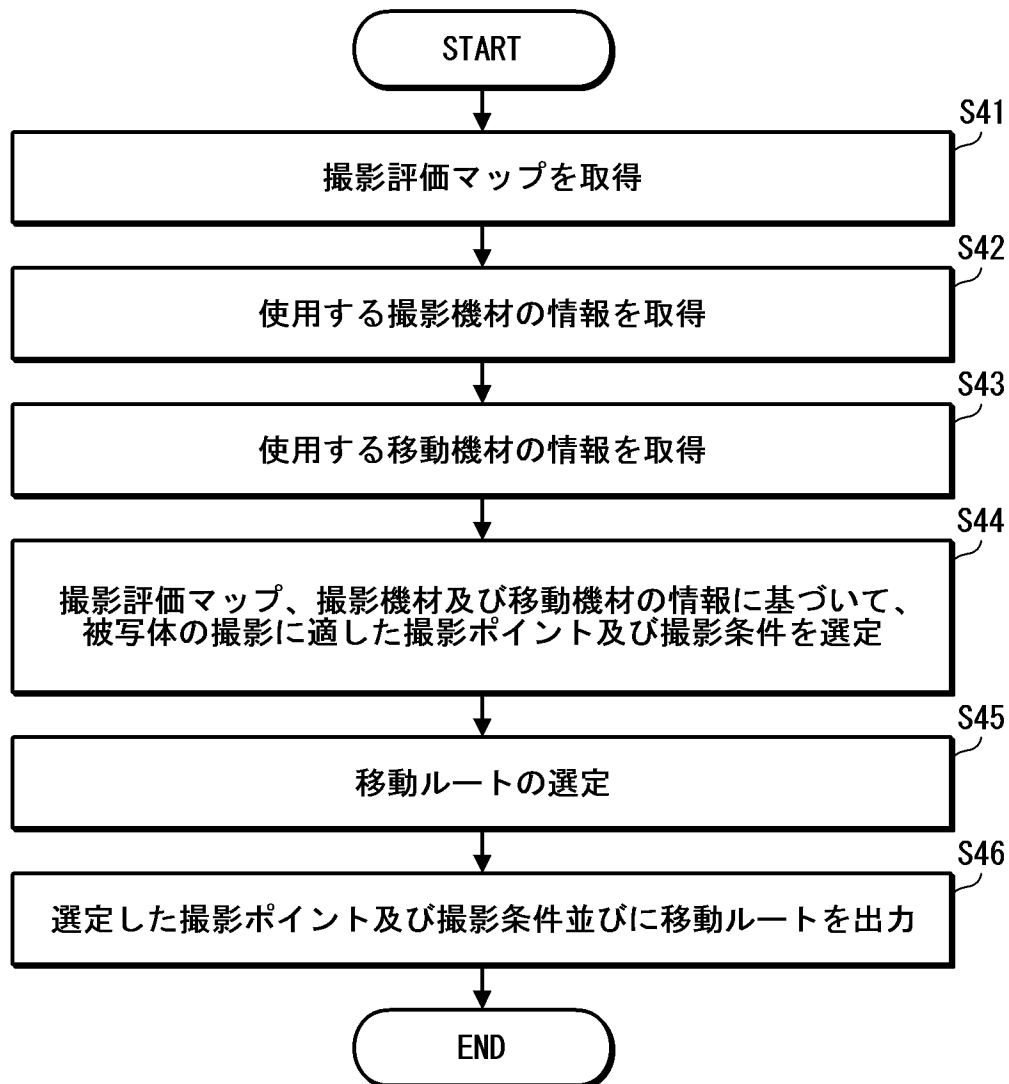 START
S41
撮影評価マップを取得
S42
使用する撮影機材の情報を取得
S43
使用する移動機材の情報を取得
S44
撮影評価マップ、撮影機材及び移動機材の情報に基づいて、
被写体の撮影に適した撮影ポイント及び撮影条件を選定
S45
移動ルートの選定
S46
選定した撮影ポイント及び撮影条件並びに移動ルートを出力
END